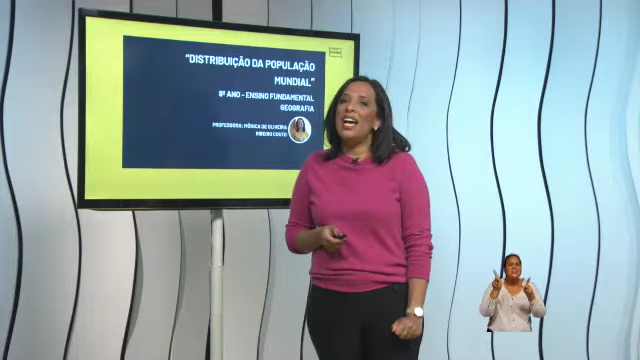 “DISTRIBUIÇÃO DA POPULAÇÃO
MUNDIAL”
8º ANO - ENSINO FUNDAMENTAL
GEOGRAFIA
PROFESSORA: MÔNICA DE OLIVEIRA
RIBEIRO COUTO